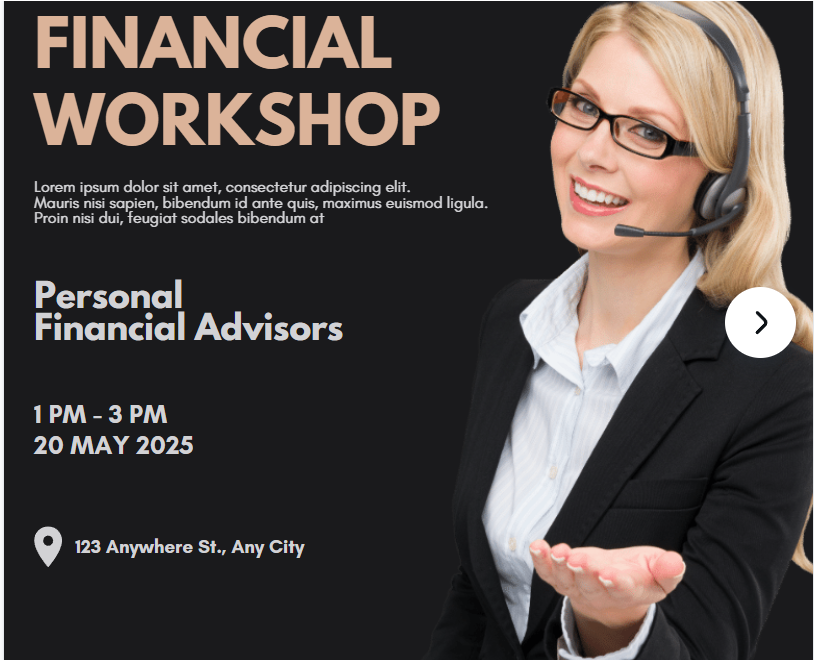 FINANCIAL
WORKSHOP
Lorem ipsum dolor sit amet, consectetur adipiscing elit.
Mauris nisi sapien, bibendum id ante quis, maximus euismod ligula.
Proin nisi dui, feugiat sodales bibendum at
Personal
Financial Advisors
1 PM - 3 PM
20 MAY 2025
123 Anywhere St., Any City